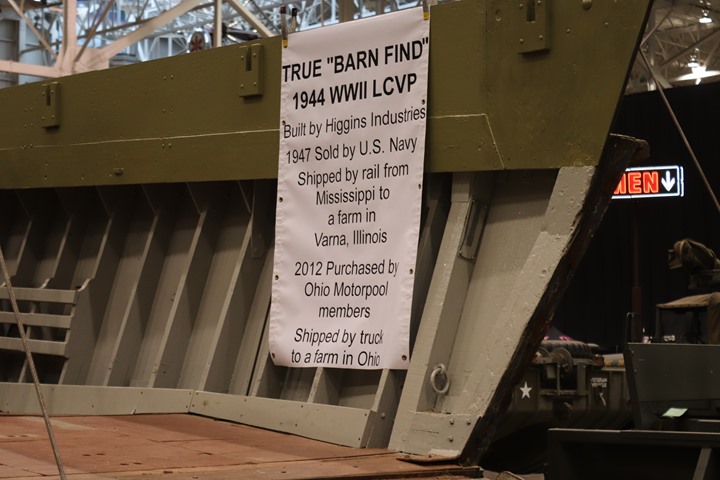 TRUE "BARN FIND"
1944 WWII LCVP
Built by Higgins Industries
1947 Sold by U.S. Navy
Shipped by rail from
Mississippi to
a farm in
Varna, Illinois
2012 Purchased by
Ohio Motorpool
members
Shipped by truck
to a farm in Ohio
MEN ↓